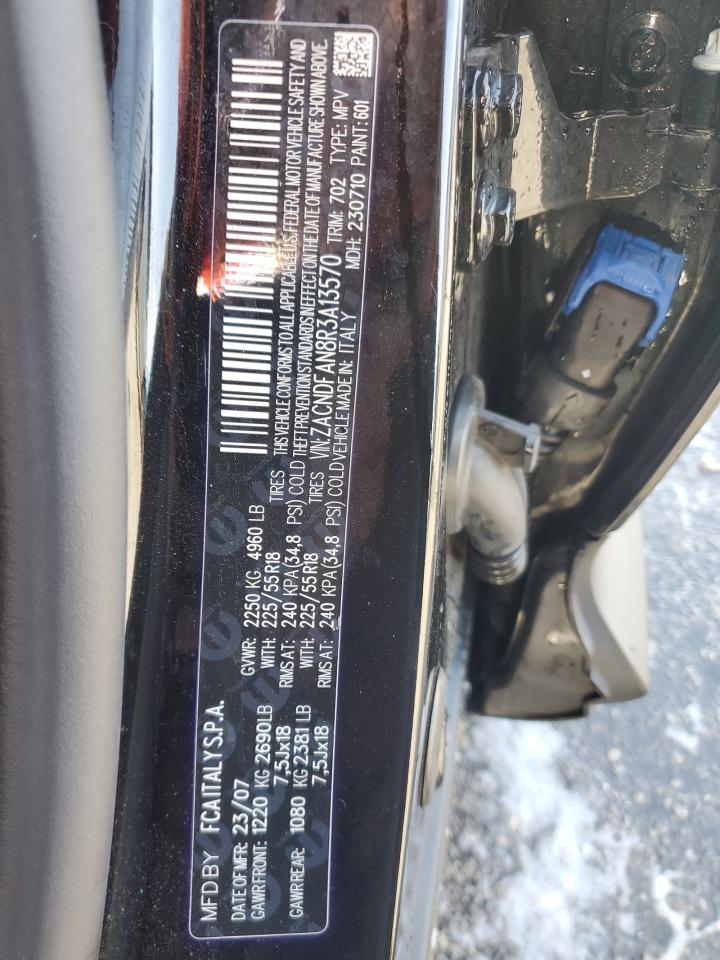 MFD BY FCA ITALY S.P.A.
DATE OF MFR: 23/07 GVWR: 2250 KG 4960 LB
GAWR FRONT: 1220 KG 2690LB WITH: 225/55R18 TIRES THIS VEHICLE CONFORMS TO ALL APPLICABLE U.S. FEDERAL MOTOR VEHICLE SAFETY AND
7,5Jx18 RIMS AT: 240 KPA(34,8 PSI) COLD THEFT PREVENTION STANDARDS IN EFFECT ON THE DATE OF MANUFACTURE SHOWN ABOVE.
GAWR REAR: 1080 KG 2381 LB WITH: 225/55R18 TIRES VIN: ZACNDFAN8R3A13570 TRIM: 702 TYPE: MPV
7,5Jx18 RIMS AT: 240 KPA(34,8 PSI) COLD VEHICLE MADE IN: ITALY MDH: 230710 PAINT: 601